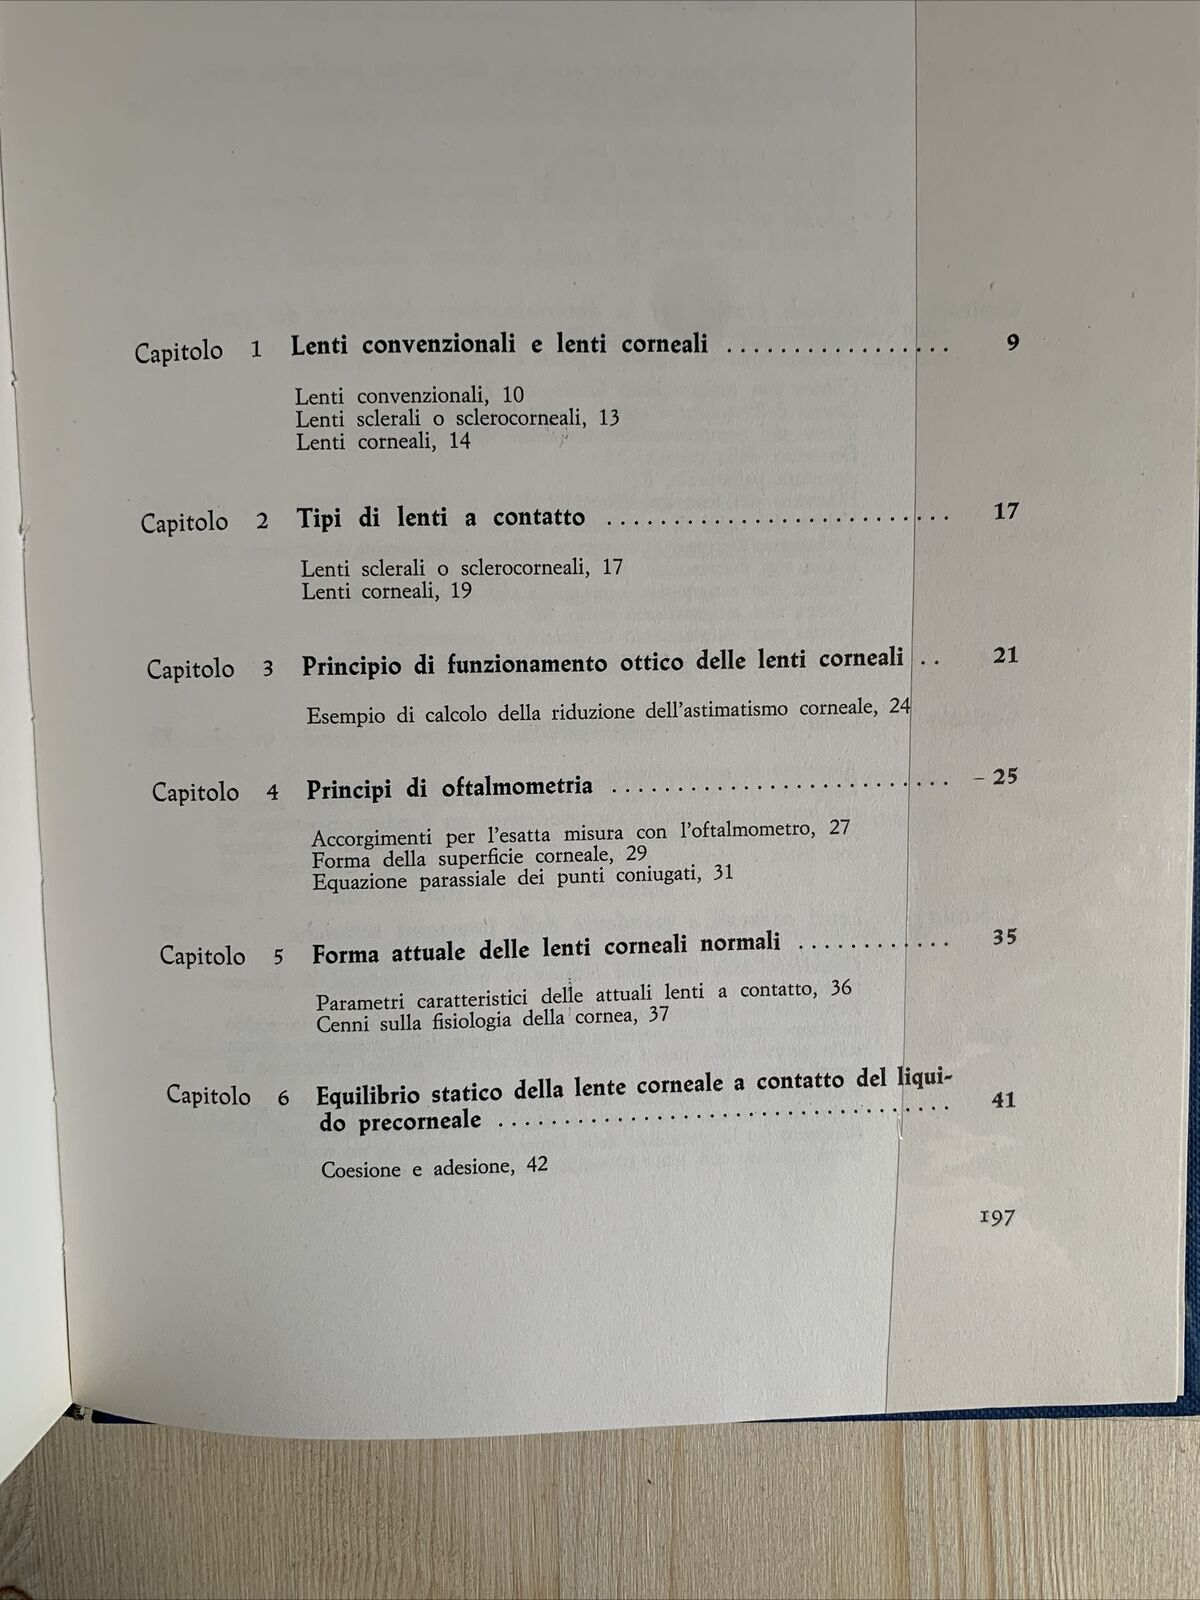 Capitolo 1 Lenti convenzionali e lenti corneali ................. 9
Lenti convenzionali, 10
Lenti sclerali o sclerocorneali, 13
Lenti corneali, 14
Capitolo 2 Tipi di lenti a contatto .......................... 17
Lenti sclerali o sclerocorneali, 17
Lenti corneali, 19
Capitolo 3 Principio di funzionamento ottico delle lenti corneali .. 21
Esempio di calcolo della riduzione dell'astimatismo corneale, 24
Capitolo 4 Principi di oftalmometria .......................... – 25
Accorgimenti per l'esatta misura con l'oftalmometro, 27
Forma della superficie corneale, 29
Equazione parassiale dei punti coniugati, 31
Capitolo 5 Forma attuale delle lenti corneali normali ............ 35
Parametri caratteristici delle attuali lenti a contatto, 36
Cenni sulla fisiologia della cornea, 37
Capitolo 6 Equilibrio statico della lente corneale a contatto del liqui-
do precorneale .................................. 41
Coesione e adesione, 42
197